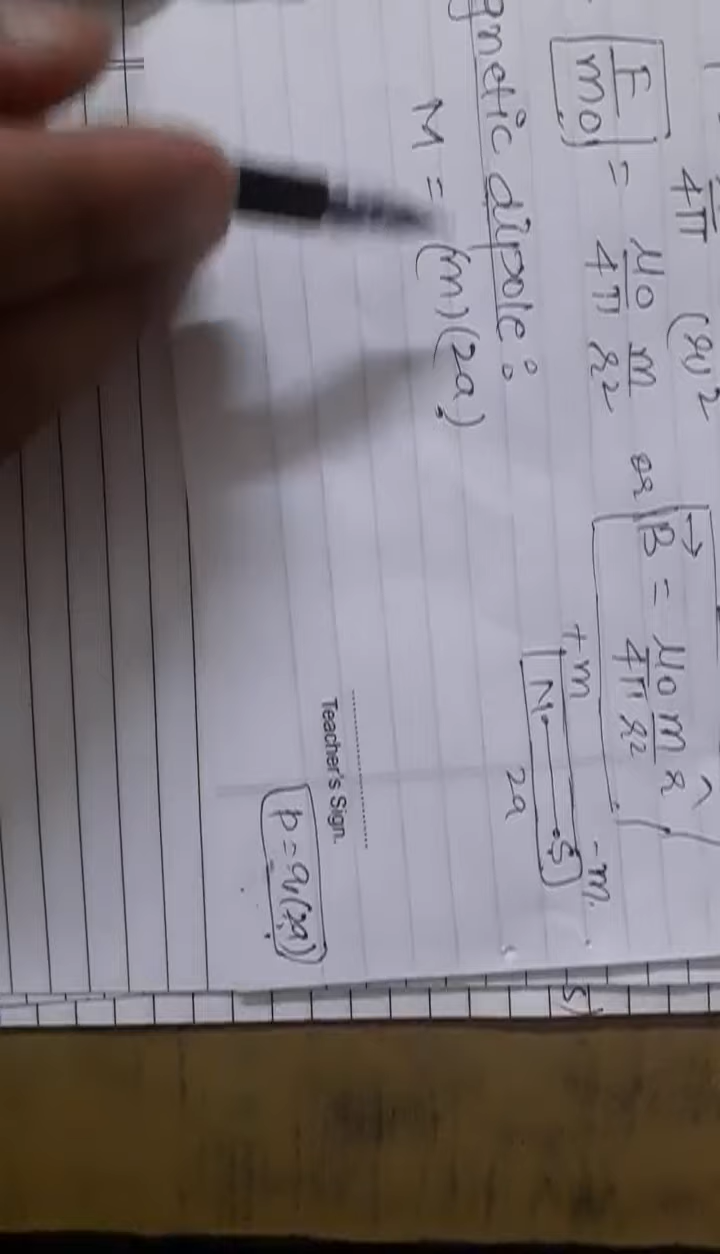 4π (r)²
F/m₀ = μ₀/4π m/r² or B⃗ = μ₀/4π m/r² r̂
+m -m.
N S
2a
gnetic dipole :
M = (m)(2a)
Teacher's Sign.
p = q(2a)